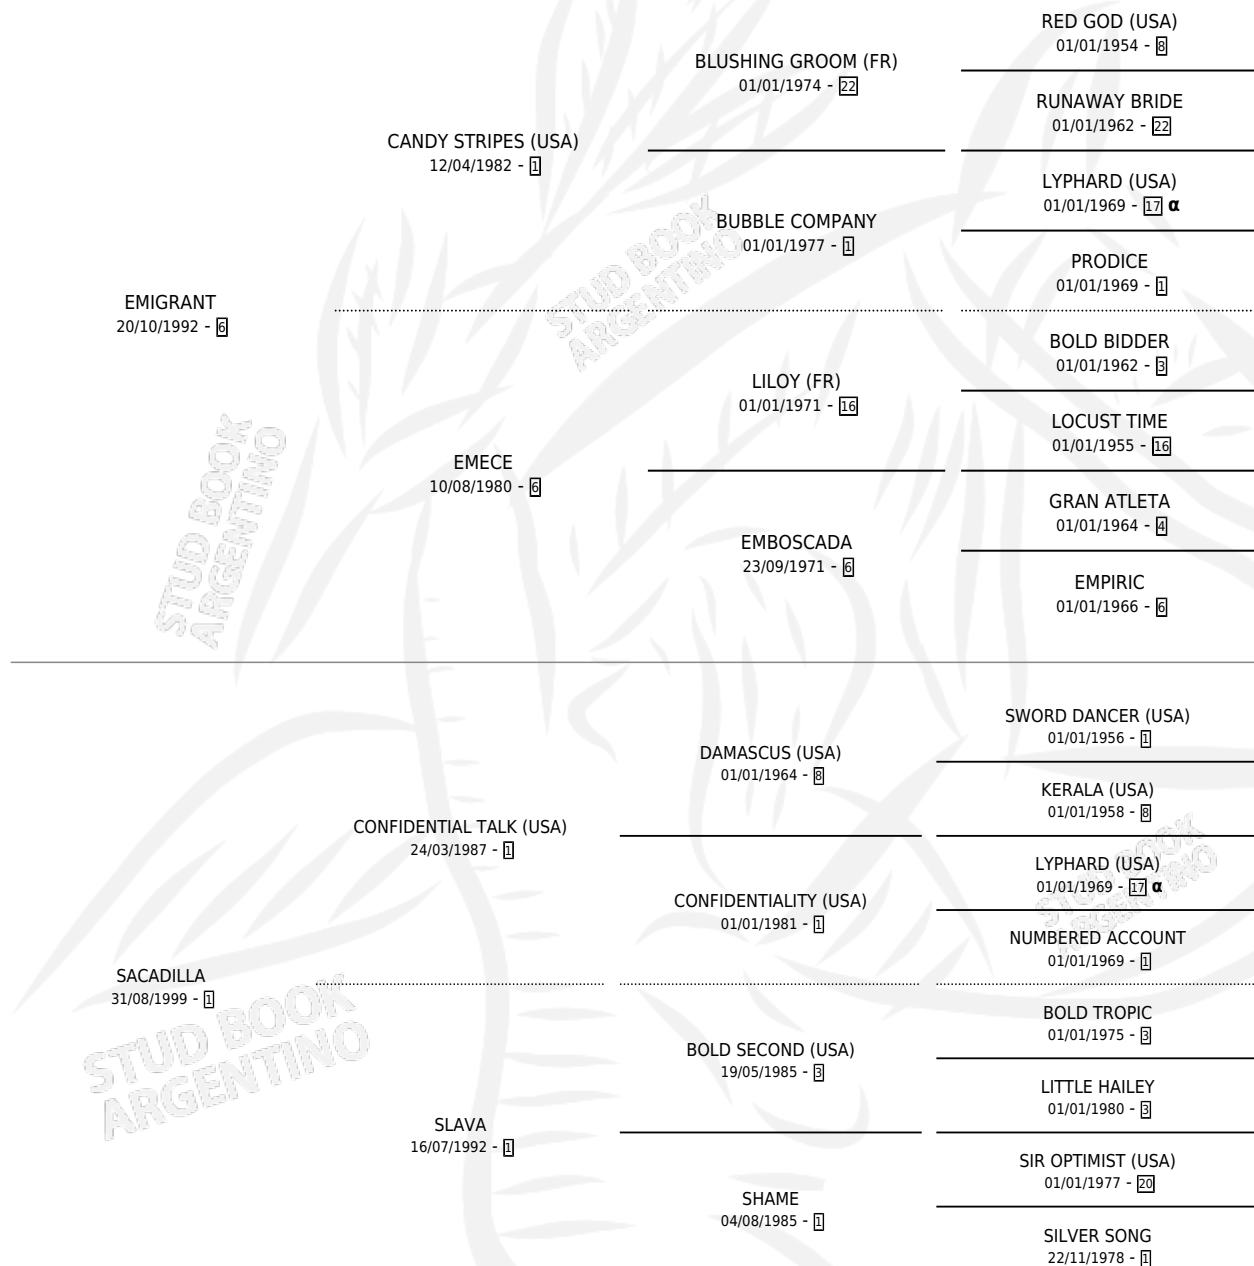 RED GOD (USA)
01/01/1954 - 8
BLUSHING GROOM (FR)
01/01/1974 - 22
RUNAWAY BRIDE
01/01/1962 - 22
CANDY STRIPES (USA)
12/04/1982 - 1
LYPHARD (USA)
01/01/1969 - 17 α
BUBBLE COMPANY
01/01/1977 - 1
PRODICE
01/01/1969 - 1
EMIGRANT
20/10/1992 - 6
BOLD BIDDER
01/01/1962 - 3
LILOY (FR)
01/01/1971 - 16
LOCUST TIME
01/01/1955 - 16
EMECE
10/08/1980 - 6
GRAN ATLETA
01/01/1964 - 4
EMBOSCADA
23/09/1971 - 6
EMPIRIC
01/01/1966 - 6
SWORD DANCER (USA)
01/01/1956 - 1
DAMASCUS (USA)
01/01/1964 - 8
KERALA (USA)
01/01/1958 - 8
CONFIDENTIAL TALK (USA)
24/03/1987 - 1
LYPHARD (USA)
01/01/1969 - 17 α
CONFIDENTIALITY (USA)
01/01/1981 - 1
NUMBERED ACCOUNT
01/01/1969 - 1
SACADILLA
31/08/1999 - 1
BOLD TROPIC
01/01/1975 - 3
BOLD SECOND (USA)
19/05/1985 - 3
LITTLE HAILEY
01/01/1980 - 3
SLAVA
16/07/1992 - 1
SIR OPTIMIST (USA)
01/01/1977 - 20
SHAME
04/08/1985 - 1
SILVER SONG
22/11/1978 - 1
STUD BOOK
ARGENTINO
STUD BOOK
ARGENTINO
STUD BOOK
ARGENTINO
STUD BOOK
ARGENTINO